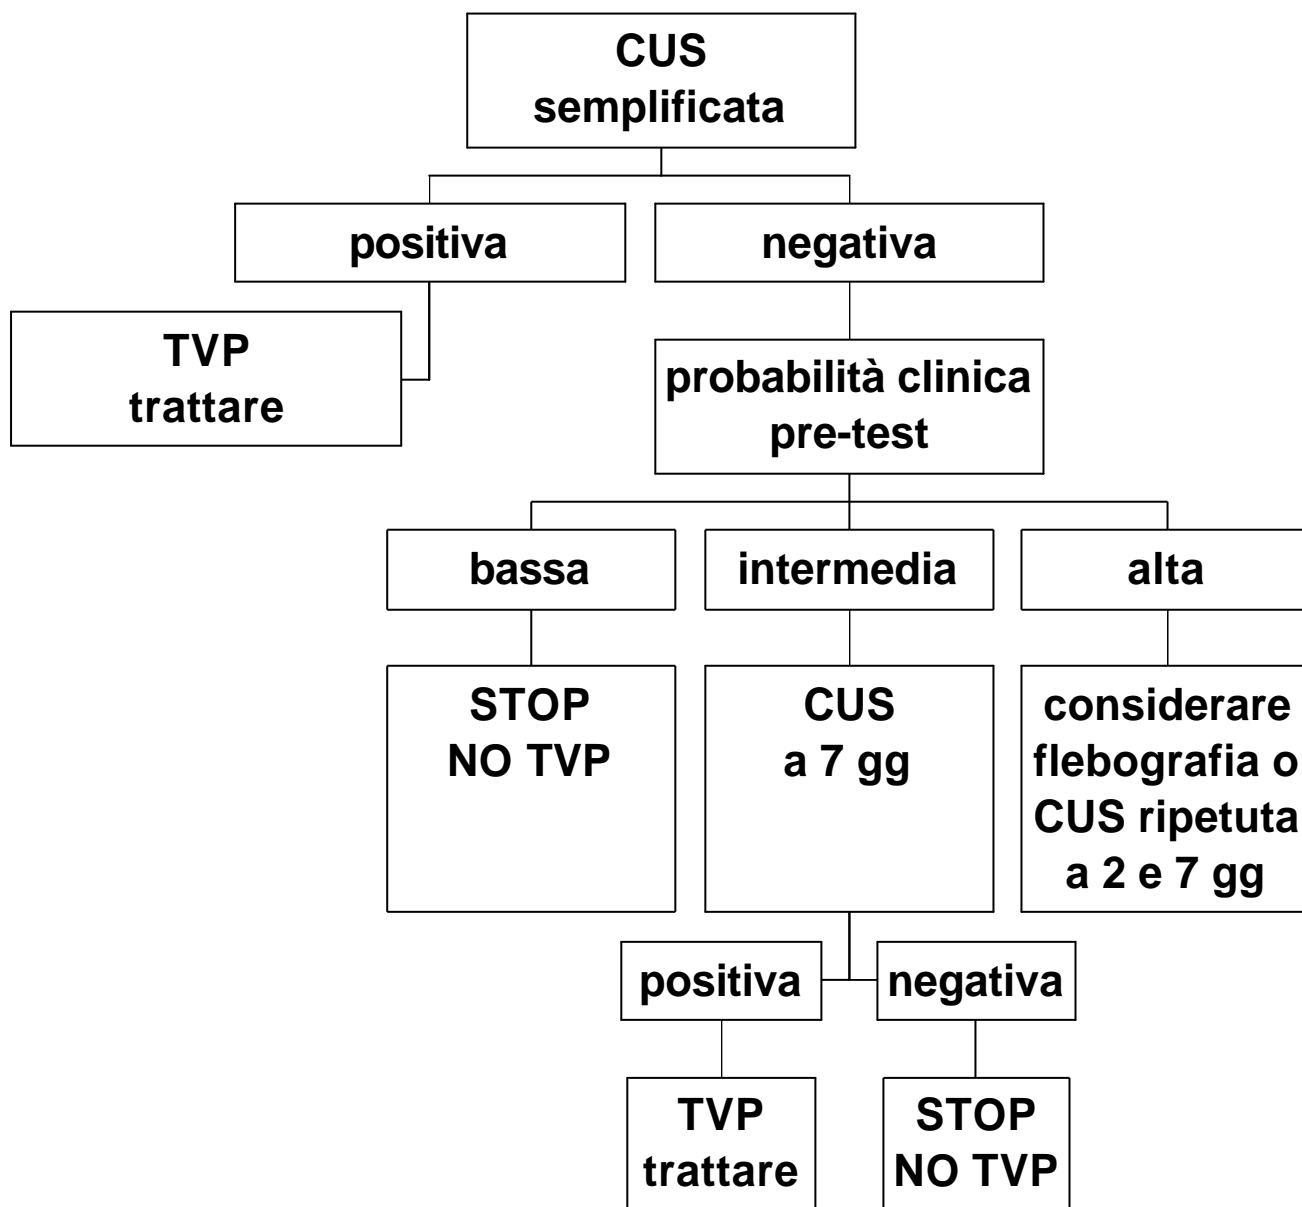 CUS
semplificata
positiva
negativa
TVP
trattare
probabilità clinica
pre-test
bassa
intermedia
alta
STOP
NO TVP
CUS
a 7 gg
considerare
flebografia o
CUS ripetuta
a 2 e 7 gg
positiva
negativa
TVP
trattare
STOP
NO TVP